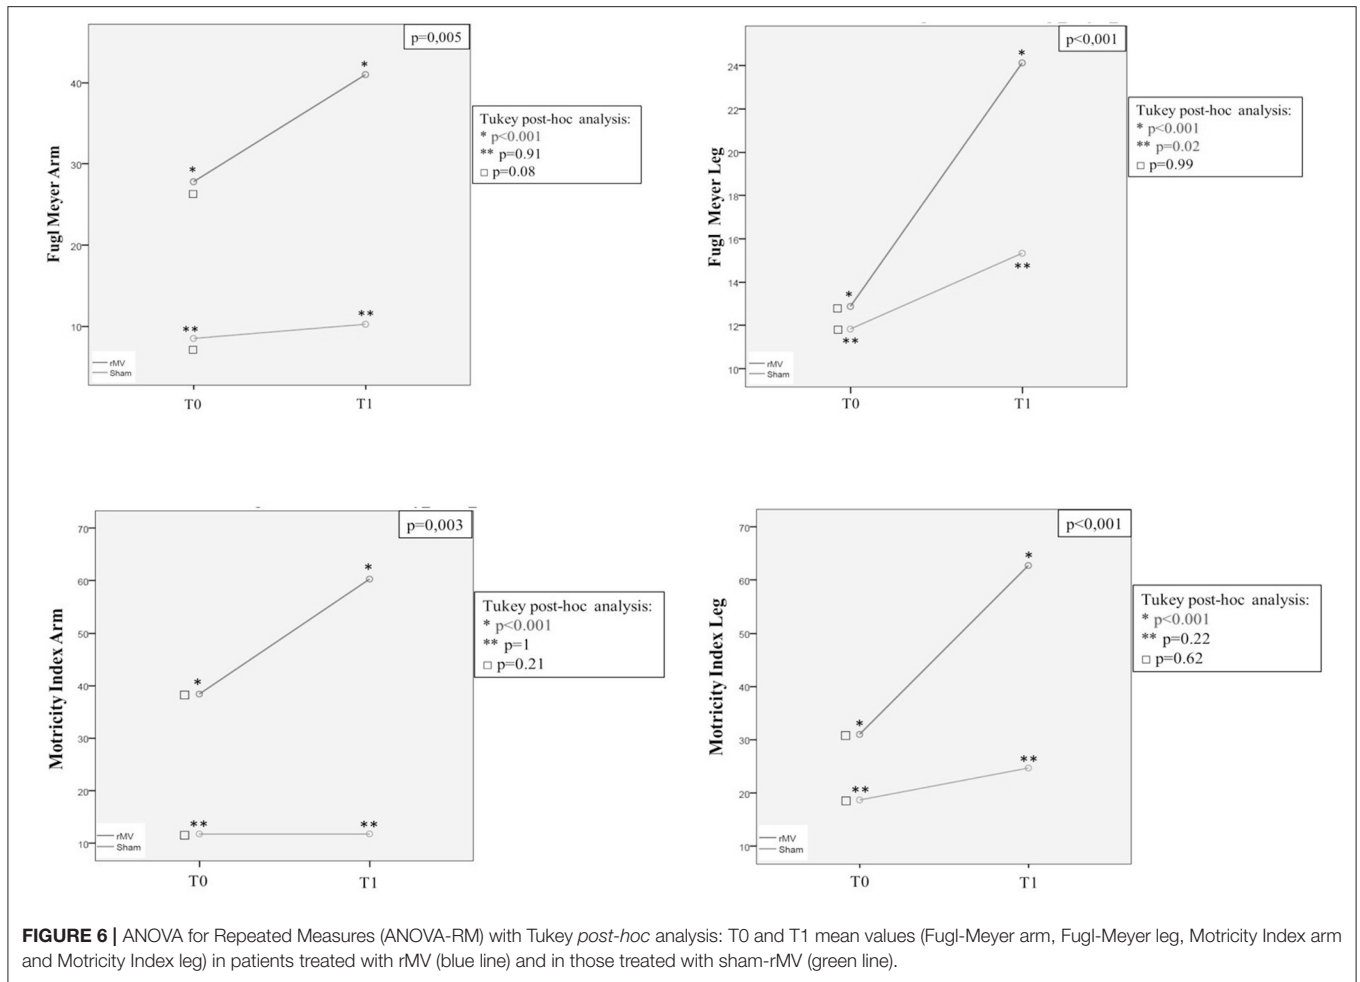 p=0,005
Fugl Meyer Arm
40
30
20
10
*
*
**
**
□
□
rMV
Sham
T0 T1
Tukey post-hoc analysis:
* p<0.001
** p=0.91
□ p=0.08
p<0,001
Fugl Meyer Leg
24
22
20
18
16
14
12
10
*
*
**
**
□
□
rMV
Sham
T0 T1
Tukey post-hoc analysis:
* p<0.001
** p=0.02
□ p=0.99
p=0,003
Motricity Index Arm
70
60
50
40
30
20
10
*
*
**
**
□
□
rMV
Sham
T0 T1
Tukey post-hoc analysis:
* p<0.001
** p=1
□ p=0.21
p<0,001
Motricity Index Leg
70
60
50
40
30
20
10
*
*
**
**
□
□
rMV
Sham
T0 T1
Tukey post-hoc analysis:
* p<0.001
** p=0.22
□ p=0.62
FIGURE 6 | ANOVA for Repeated Measures (ANOVA-RM) with Tukey post-hoc analysis: T0 and T1 mean values (Fugl-Meyer arm, Fugl-Meyer leg, Motricity Index arm
and Motricity Index leg) in patients treated with rMV (blue line) and in those treated with sham-rMV (green line).